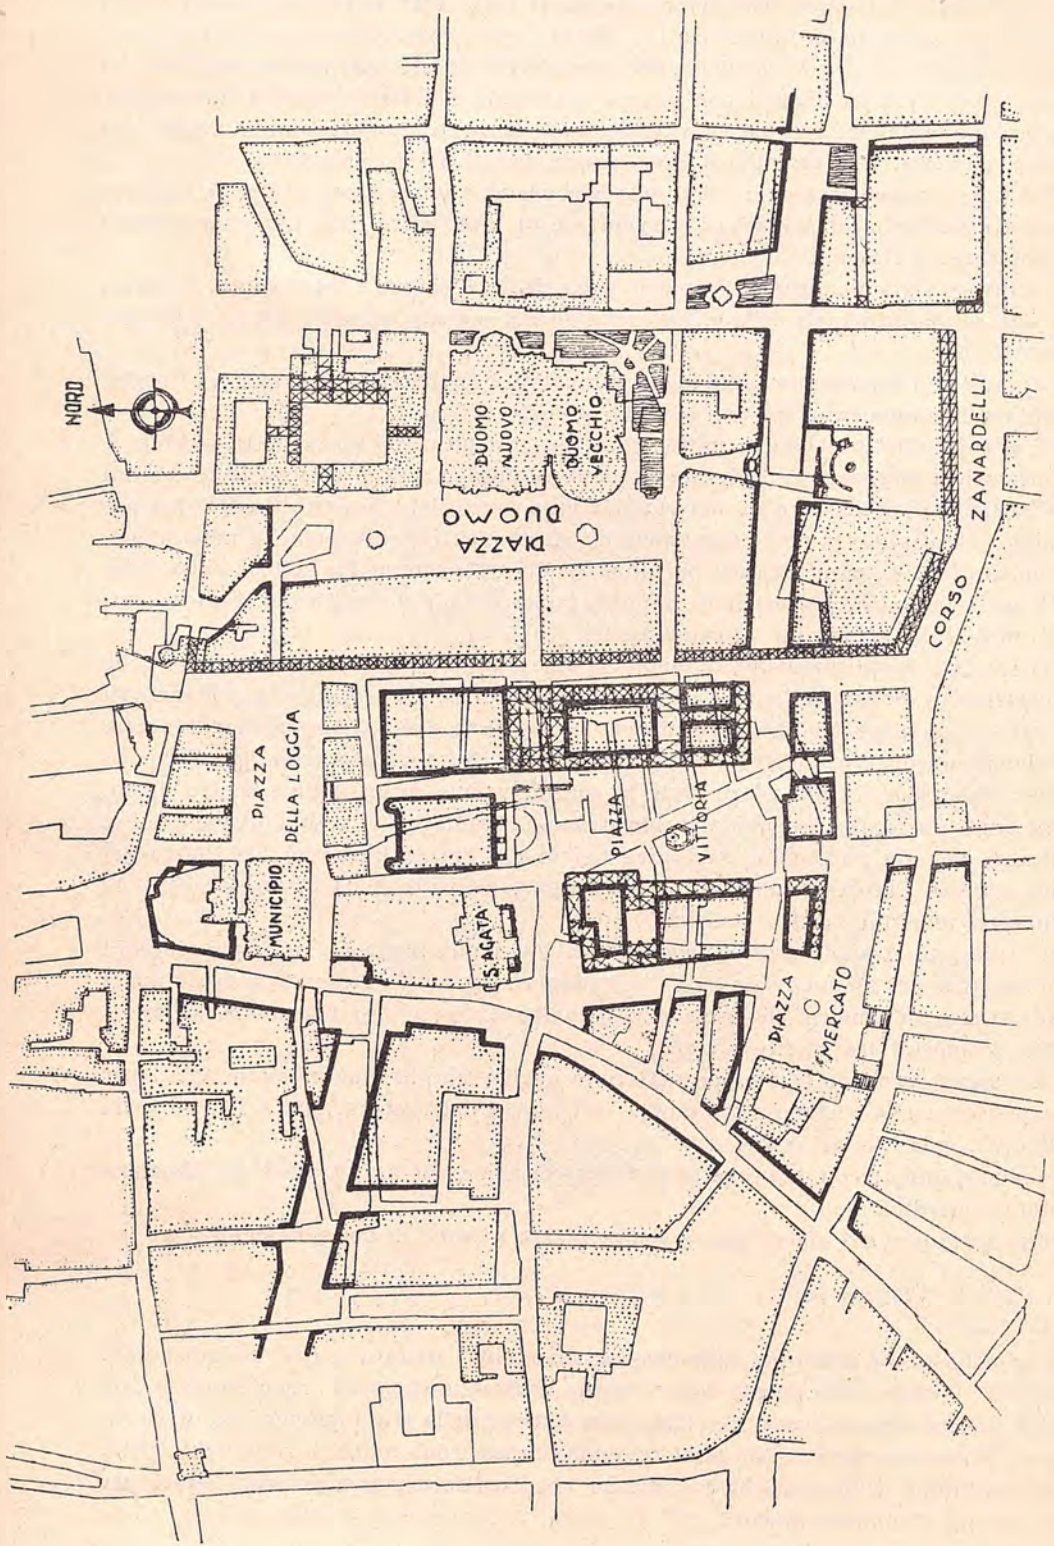 NORD
DUOMO
NUOVO
DUOMO
VECCHIO
PIAZZA
DUOMO
CORSO
ZANARDELLI
PIAZZA
DELLA LOGGIA
MUNICIPIO
S. AGATA
PIAZZA
VITTORIA
PIAZZA
MERCATO